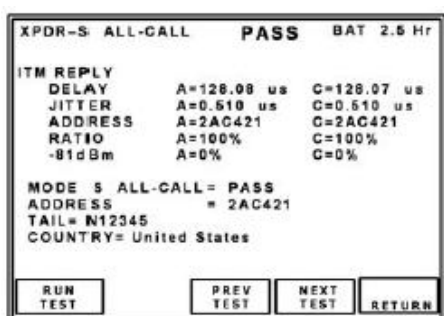 XPDR-S ALL-CALL PASS BAT 2.5 Hr
ITM REPLY
DELAY A=128.08 us C=128.07 us
JITTER A=0.510 us C=0.510 us
ADDRESS A=2AC421 C=2AC421
RATIO A=100% C=100%
-81dBm A=0% C=0%
MODE S ALL-CALL= PASS
ADDRESS = 2AC421
TAIL= N12345
COUNTRY= United States
RUN TEST PREV TEST NEXT TEST RETURN